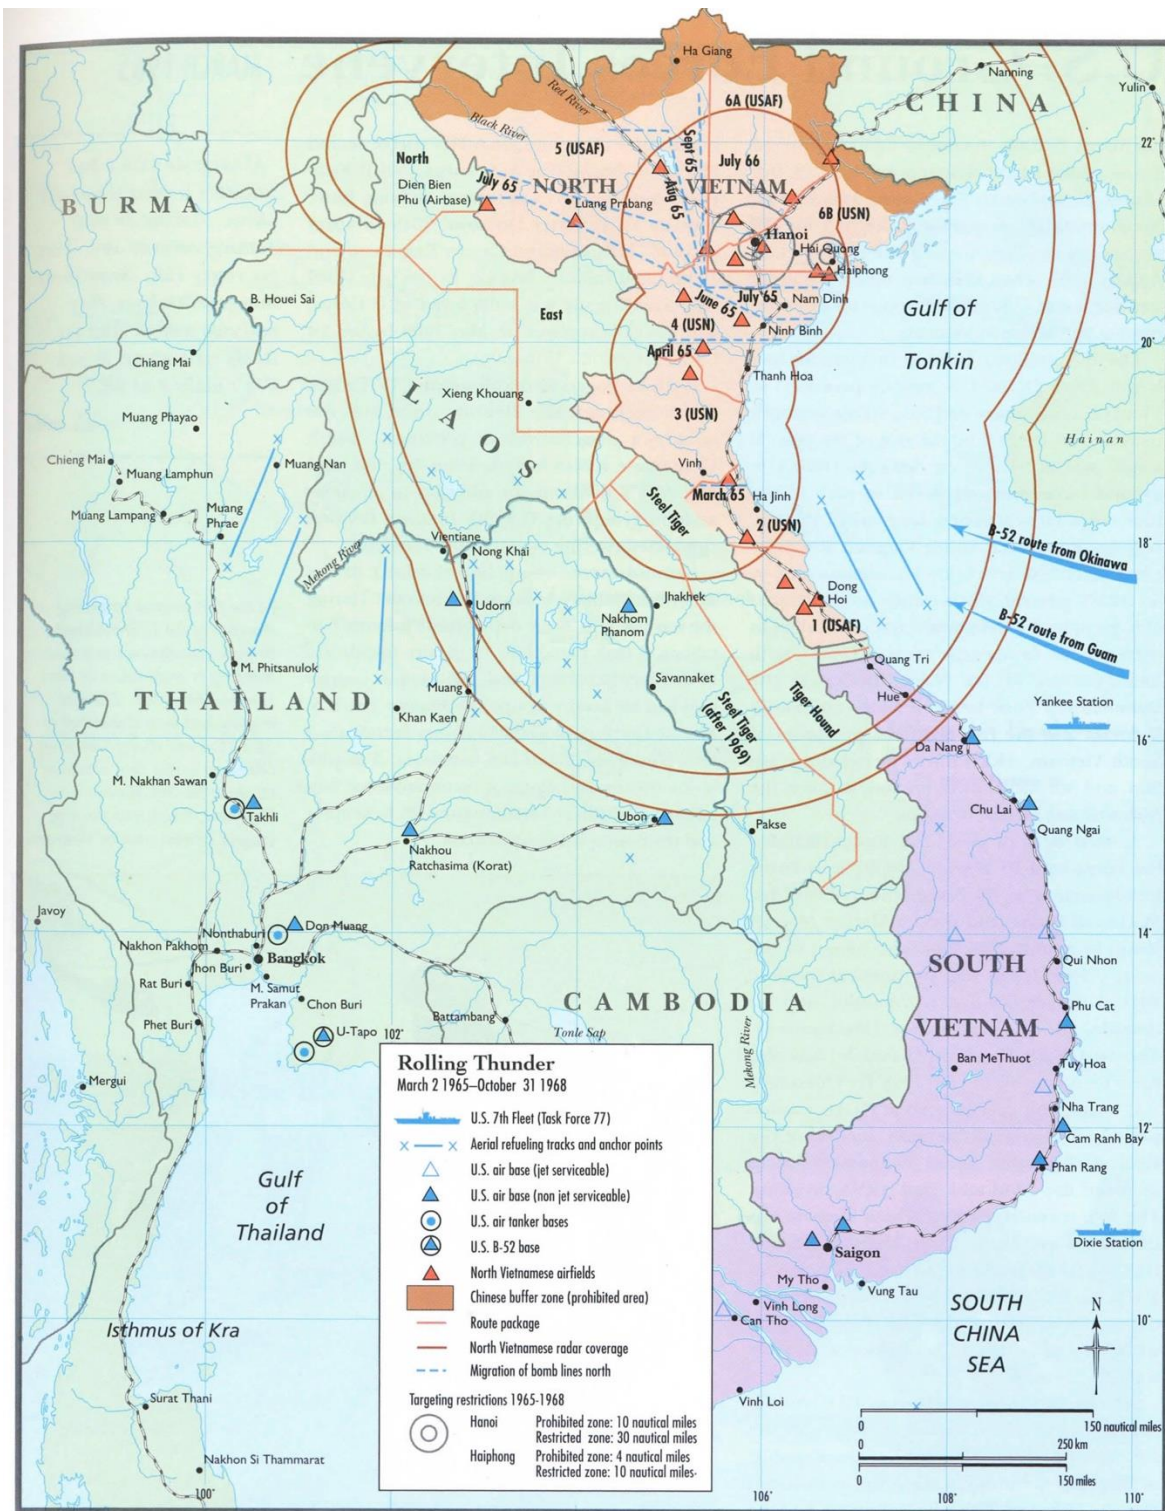 Ha Giang
Nanning
Yulin
CHINA
6A (USAF)
Red River
Black River
22°
5 (USAF)
Sept 65
July 66
North
Dien Bien
Phu (Airbase)
July 65
NORTH
VIETNAM
Luang Prabang
Aug 65
BURMA
6B (USN)
Hanoi
Hai Quong
Haiphong
July 65
Nam Dinh
June 65
Ninh Binh
4 (USN)
April 65
Gulf of
Tonkin
B. Houei Sai
East
20°
Chiang Mai
Thanh Hoa
LAOS
Xieng Khouang
3 (USN)
Muang Phayao
Hainan
Chieng Mai
Muang Lamphun
Muang Nan
Vinh
March 65
Ha Jinh
Muang Lampang
Muang
Phrae
Steel Tiger
2 (USN)
Vientiane
Nong Khai
Mekong River
18°
B-52 route from Okinawa
Udorn
Nakhom
Phanom
Jhakhek
Dong
Hoi
1 (USAF)
B-52 route from Guam
M. Phitsanulok
Quang Tri
Muang
Savannaket
Hue
THAILAND
Khan Kaen
Steel Tiger
(after 1969)
Tiger Hound
Yankee Station
Da Nang
16°
M. Nakhan Sawan
Takhli
Chu Lai
Ubon
Pakse
Quang Ngai
Nakhou
Ratchasima (Korat)
Javoy
Nonthaburi
Don Muang
14°
Nakhon Pakhom
Bangkok
Jhon Buri
Rat Buri
M. Samut
Prakan
Chon Buri
SOUTH
VIETNAM
Qui Nhon
CAMBODIA
Phu Cat
Phet Buri
U-Tapo
102°
Battambang
Tonle Sap
Mekong River
Ban MeThuot
Tuy Hoa
Mergui
Nha Trang
12°
Cam Ranh Bay
Phan Rang
Gulf
of
Thailand
Saigon
Dixie Station
My Tho
Vung Tau
Vinh Long
Can Tho
SOUTH
CHINA
SEA
N
10°
Isthmus of Kra
Vinh Loi
Surat Thani
Nakhon Si Thammarat
100°
106°
108°
110°
Rolling Thunder
March 2 1965–October 31 1968
U.S. 7th Fleet (Task Force 77)
Aerial refueling tracks and anchor points
U.S. air base (jet serviceable)
U.S. air base (non jet serviceable)
U.S. air tanker bases
U.S. B-52 base
North Vietnamese airfields
Chinese buffer zone (prohibited area)
Route package
North Vietnamese radar coverage
Migration of bomb lines north
Targeting restrictions 1965-1968
Hanoi Prohibited zone: 10 nautical miles
Restricted zone: 30 nautical miles
Haiphong Prohibited zone: 4 nautical miles
Restricted zone: 10 nautical miles
0 150 nautical miles
0 250 km
0 150 miles